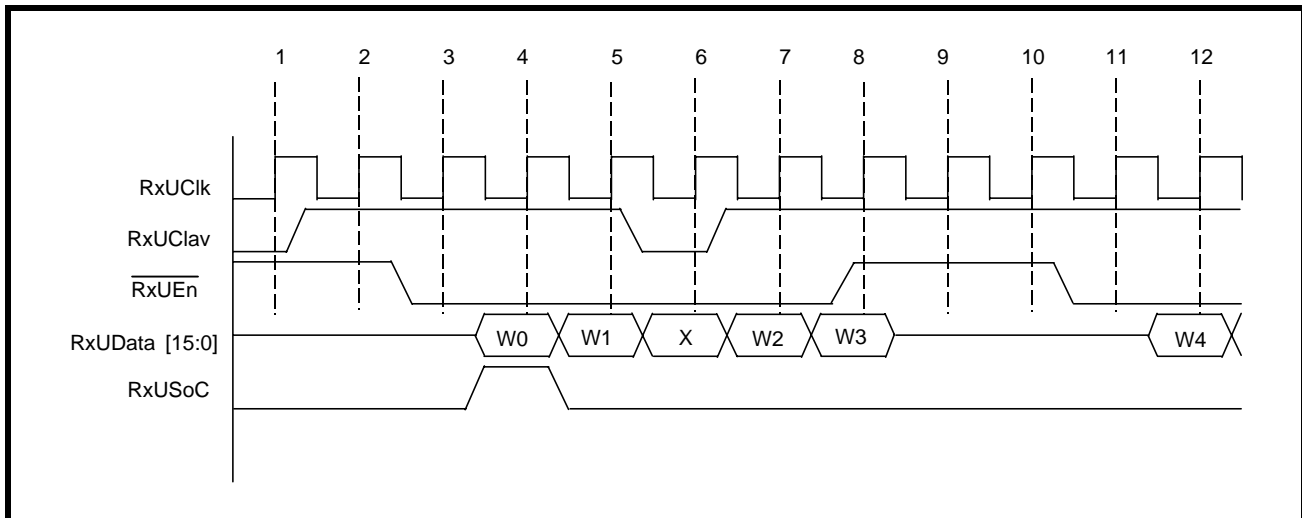 1 2 3 4 5 6 7 8 9 10 11 12
RxUClk
RxUClav
RxUEn
RxUData [15:0] W0 W1 X W2 W3 W4
RxUSoC